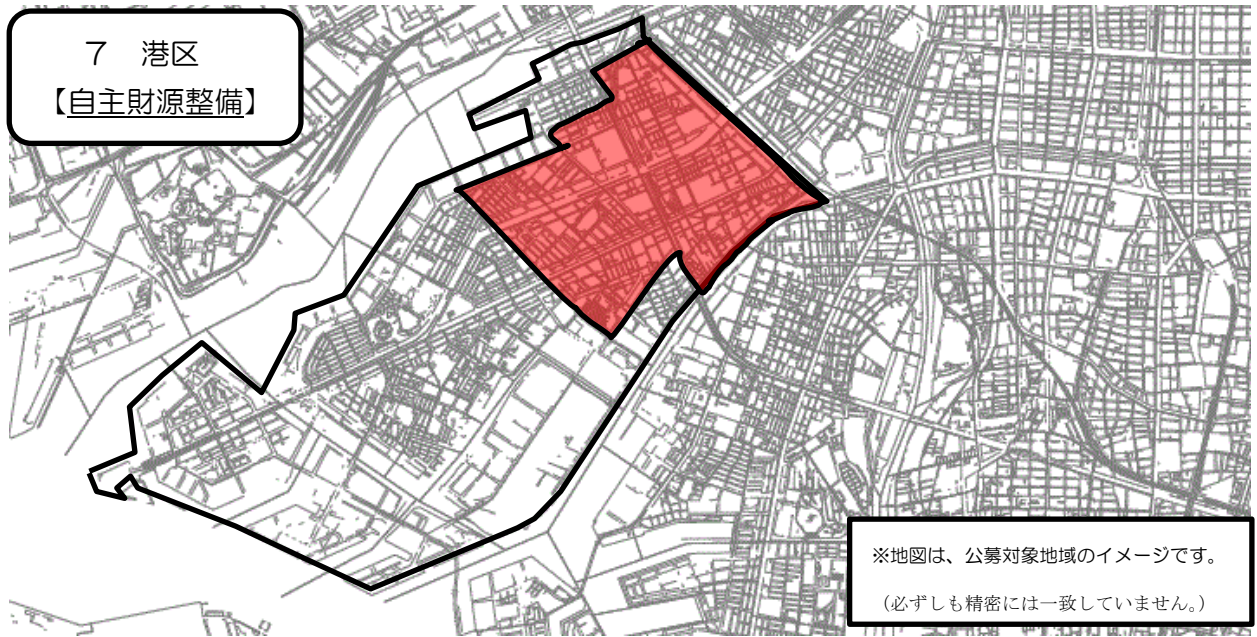 ７　港区
【自主財源整備】
※地図は、公募対象地域のイメージです。
（必ずしも精密には一致していません。）